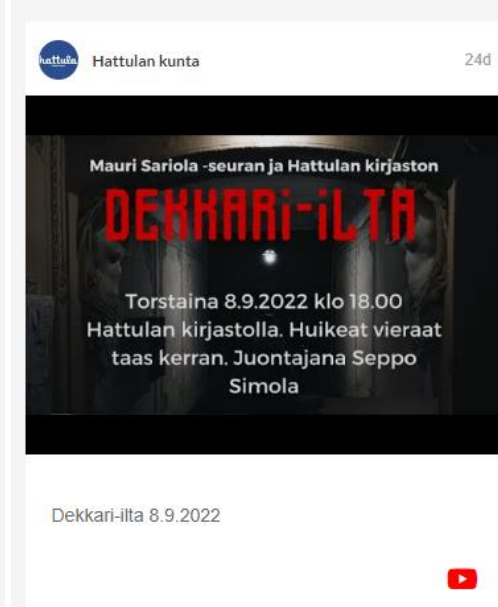 hattula
Hattulan kunta
24d
Mauri Sariola -seuran ja Hattulan kirjaston
DEKKARi-iLTA
Torstaina 8.9.2022 klo 18.00
Hattulan kirjastolla. Huikeat vieraat
taas kerran. Juontajana Seppo
Simola
Dekkari-ilta 8.9.2022